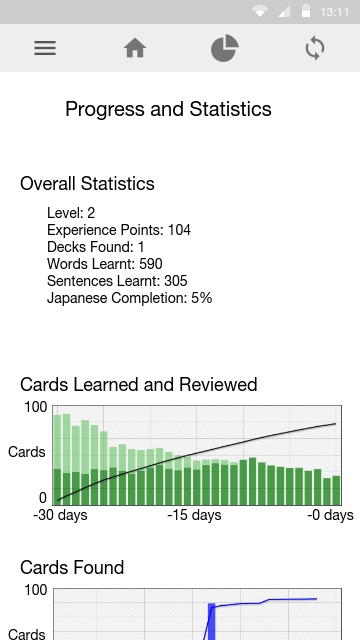 13:11
Progress and Statistics
Overall Statistics
Level: 2
Experience Points: 104
Decks Found: 1
Words Learnt: 590
Sentences Learnt: 305
Japanese Completion: 5%
Cards Learned and Reviewed
100
Cards
0
-30 days -15 days -0 days
Cards Found
100
Cards